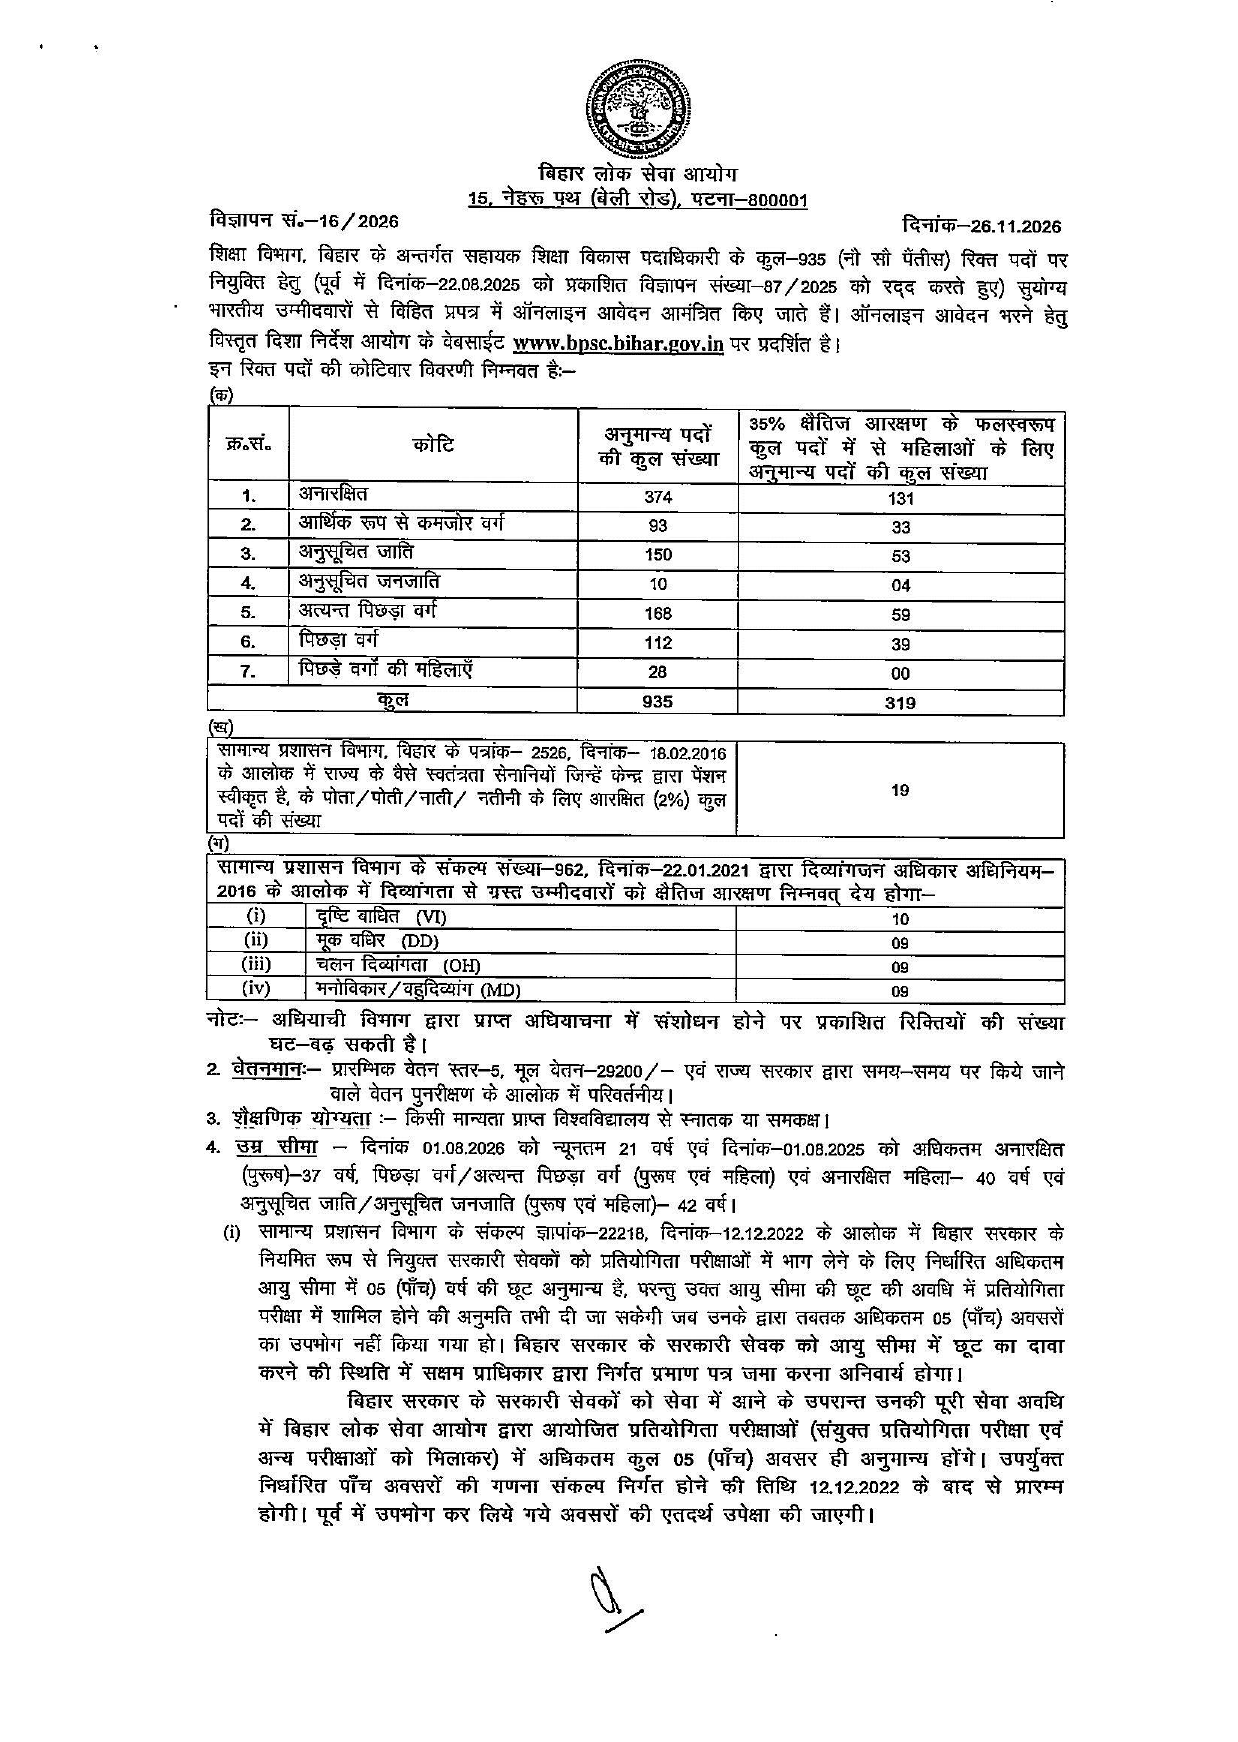 बिहार लोक सेवा आयोग
15, नेहरू पथ (बेली रोड), पटना–800001
विज्ञापन सं.–16/2026
दिनांक–26.11.2026
शिक्षा विभाग, बिहार के अन्तर्गत सहायक शिक्षा विकास पदाधिकारी के कुल–935 (नौ सौ पैंतीस) रिक्त पदों पर
नियुक्ति हेतु (पूर्व में दिनांक–22.08.2025 को प्रकाशित विज्ञापन संख्या–87/2025 को रद्द करते हुए) सुयोग्य
भारतीय उम्मीदवारों से विहित प्रपत्र में ऑनलाइन आवेदन आमंत्रित किए जाते हैं। ऑनलाइन आवेदन भरने हेतु
विस्तृत दिशा निर्देश आयोग के वेबसाईट www.bpsc.bihar.gov.in पर प्रदर्शित है।
इन रिक्त पदों की कोटिवार विवरणी निम्नवत है:–
(क)
क्र.सं. कोटि अनुमान्य पदों की कुल संख्या 35% क्षैतिज आरक्षण के फलस्वरूप कुल पदों में से महिलाओं के लिए अनुमान्य पदों की कुल संख्या
1. अनारक्षित 374 131
2. आर्थिक रूप से कमजोर वर्ग 93 33
3. अनुसूचित जाति 150 53
4. अनुसूचित जनजाति 10 04
5. अत्यन्त पिछड़ा वर्ग 168 59
6. पिछड़ा वर्ग 112 39
7. पिछड़े वर्गों की महिलाएँ 28 00
कुल 935 319
(ख)
सामान्य प्रशासन विभाग, बिहार के पत्रांक– 2526, दिनांक– 18.02.2016
के आलोक में राज्य के वैसे स्वतंत्रता सेनानियों जिन्हें केन्द्र द्वारा पेंशन
स्वीकृत है, के पोता/पोती/नाती/ नतीनी के लिए आरक्षित (2%) कुल
पदों की संख्या
19
(ग)
सामान्य प्रशासन विभाग के संकल्प संख्या–962, दिनांक–22.01.2021 द्वारा दिव्यांगजन अधिकार अधिनियम–
2016 के आलोक में दिव्यांगता से ग्रस्त उम्मीदवारों को क्षैतिज आरक्षण निम्नवत् देय होगा–
(i) दृष्टि बाधित (VI) 10
(ii) मूक बधिर (DD) 09
(iii) चलन दिव्यांगता (OH) 09
(iv) मनोविकार/बहुदिव्यांग (MD) 09
नोटः– अधियाची विभाग द्वारा प्राप्त अधियाचना में संशोधन होने पर प्रकाशित रिक्तियों की संख्या
घट–बढ़ सकती है।
2. वेतनमानः– प्रारम्भिक वेतन स्तर–5, मूल वेतन–29200/– एवं राज्य सरकार द्वारा समय–समय पर किये जाने
वाले वेतन पुनरीक्षण के आलोक में परिवर्तनीय।
3. शैक्षणिक योग्यता :– किसी मान्यता प्राप्त विश्वविद्यालय से स्नातक या समकक्ष।
4. उम्र सीमा – दिनांक 01.08.2026 को न्यूनतम 21 वर्ष एवं दिनांक–01.08.2025 को अधिकतम अनारक्षित
(पुरूष)–37 वर्ष, पिछड़ा वर्ग/अत्यन्त पिछड़ा वर्ग (पुरूष एवं महिला) एवं अनारक्षित महिला– 40 वर्ष एवं
अनुसूचित जाति/अनुसूचित जनजाति (पुरूष एवं महिला)– 42 वर्ष।
(i) सामान्य प्रशासन विभाग के संकल्प ज्ञापांक–22218, दिनांक–12.12.2022 के आलोक में बिहार सरकार के
नियमित रूप से नियुक्त सरकारी सेवकों को प्रतियोगिता परीक्षाओं में भाग लेने के लिए निर्धारित अधिकतम
आयु सीमा में 05 (पाँच) वर्ष की छूट अनुमान्य है, परन्तु उक्त आयु सीमा की छूट की अवधि में प्रतियोगिता
परीक्षा में शामिल होने की अनुमति तभी दी जा सकेगी जब उनके द्वारा तबतक अधिकतम 05 (पाँच) अवसरों
का उपभोग नहीं किया गया हो। बिहार सरकार के सरकारी सेवक को आयु सीमा में छूट का दावा
करने की स्थिति में सक्षम प्राधिकार द्वारा निर्गत प्रमाण पत्र जमा करना अनिवार्य होगा।
बिहार सरकार के सरकारी सेवकों को सेवा में आने के उपरान्त उनकी पूरी सेवा अवधि
में बिहार लोक सेवा आयोग द्वारा आयोजित प्रतियोगिता परीक्षाओं (संयुक्त प्रतियोगिता परीक्षा एवं
अन्य परीक्षाओं को मिलाकर) में अधिकतम कुल 05 (पाँच) अवसर ही अनुमान्य होंगे। उपर्युक्त
निर्धारित पाँच अवसरों की गणना संकल्प निर्गत होने की तिथि 12.12.2022 के बाद से प्रारम्भ
होगी। पूर्व में उपभोग कर लिये गये अवसरों की एतदर्थ उपेक्षा की जाएगी।